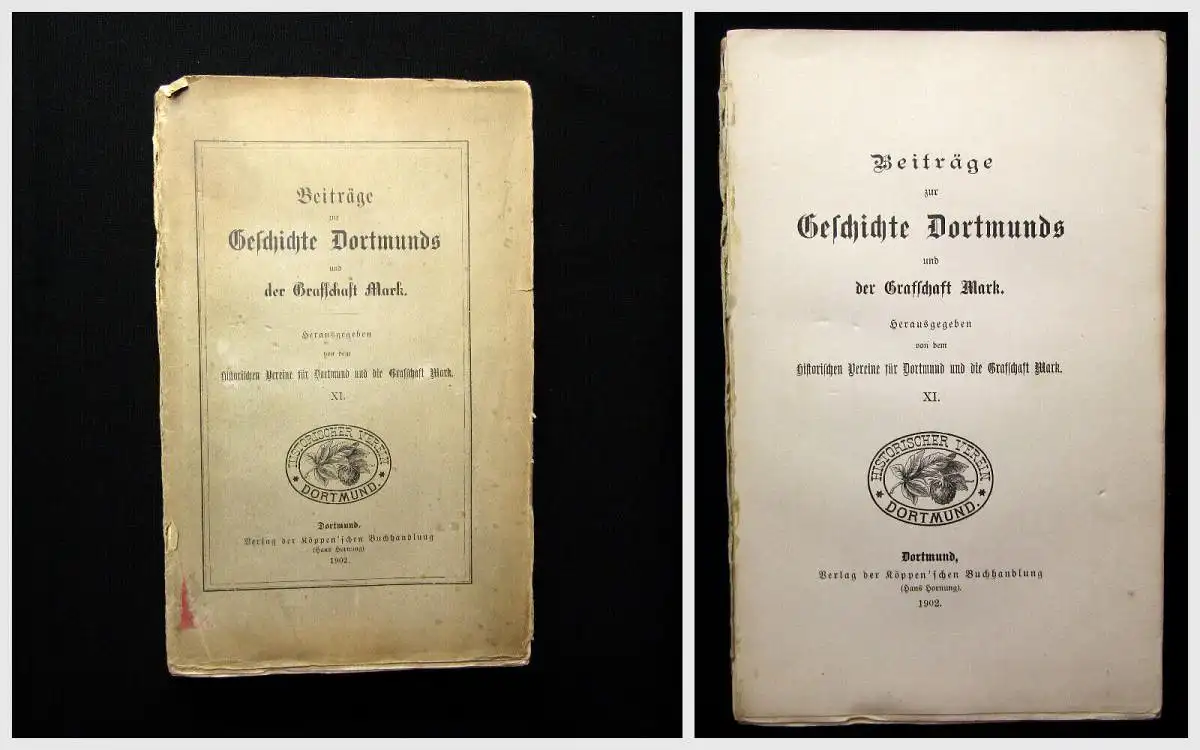 Beiträge
zur
Geschichte Dortmunds
und
der Grafschaft Mark.
Herausgegeben
von dem
Historischen Vereine für Dortmund und die Grafschaft Mark.
XI.
HISTORISCHER VEREIN
* DORTMUND. *
Dortmund.
Verlag der Köppen'schen Buchhandlung
(Hans Hornung)
1902.
Beiträge
zur
Geschichte Dortmunds
und
der Grafschaft Mark.
Herausgegeben
von dem
Historischen Vereine für Dortmund und die Grafschaft Mark.
XI.
HISTORISCHER VEREIN
* DORTMUND. *
Dortmund,
Verlag der Köppen'schen Buchhandlung
(Hans Hornung).
1902.